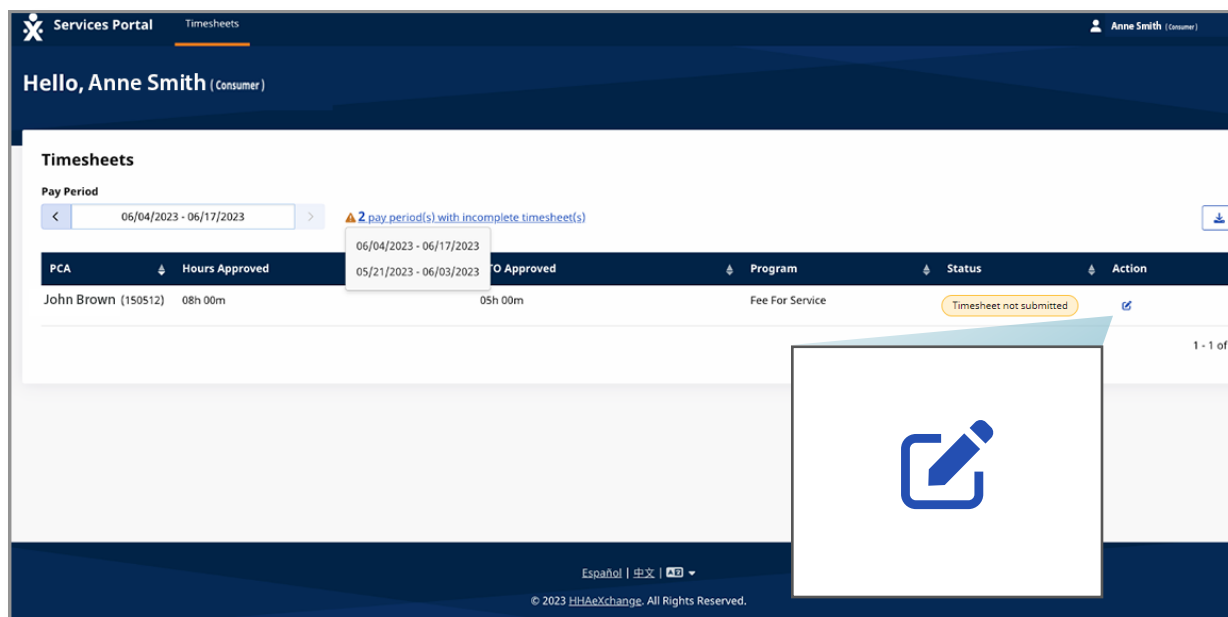 Services Portal Timesheets Anne Smith (Consumer)
Hello, Anne Smith (Consumer)
Timesheets
Pay Period
06/04/2023 - 06/17/2023 2 pay period(s) with incomplete timesheet(s)
06/04/2023 - 06/17/2023
05/21/2023 - 06/03/2023
PCA Hours Approved TO Approved Program Status Action
John Brown (150512) 08h 00m 05h 00m Fee For Service Timesheet not submitted
1 - 1 of
Español | 中文 |
© 2023 HHAeXchange. All Rights Reserved.